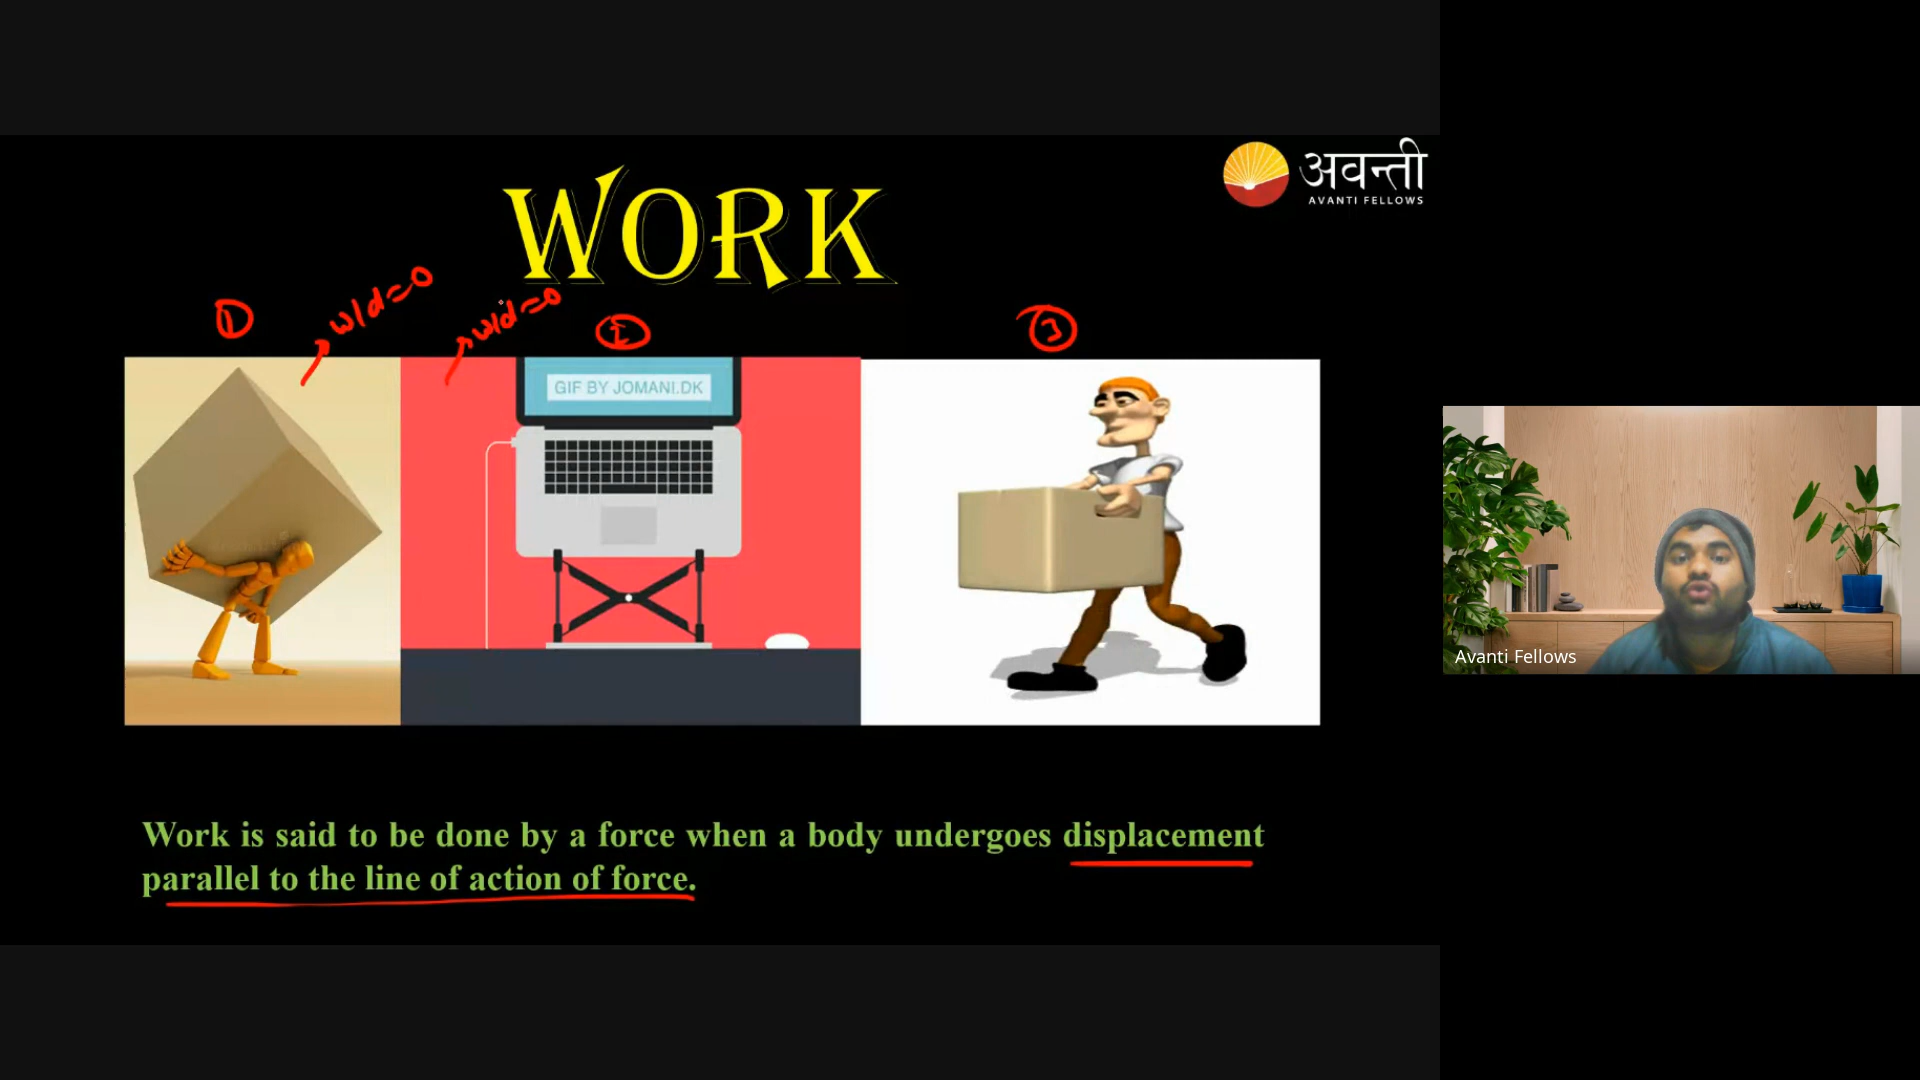 WORK
अवन्ती
AVANTI FELLOWS
w/d=0
w/d=0
1
2
3
GIF BY JOMANI.DK
Avanti Fellows
Work is said to be done by a force when a body undergoes displacement
parallel to the line of action of force.